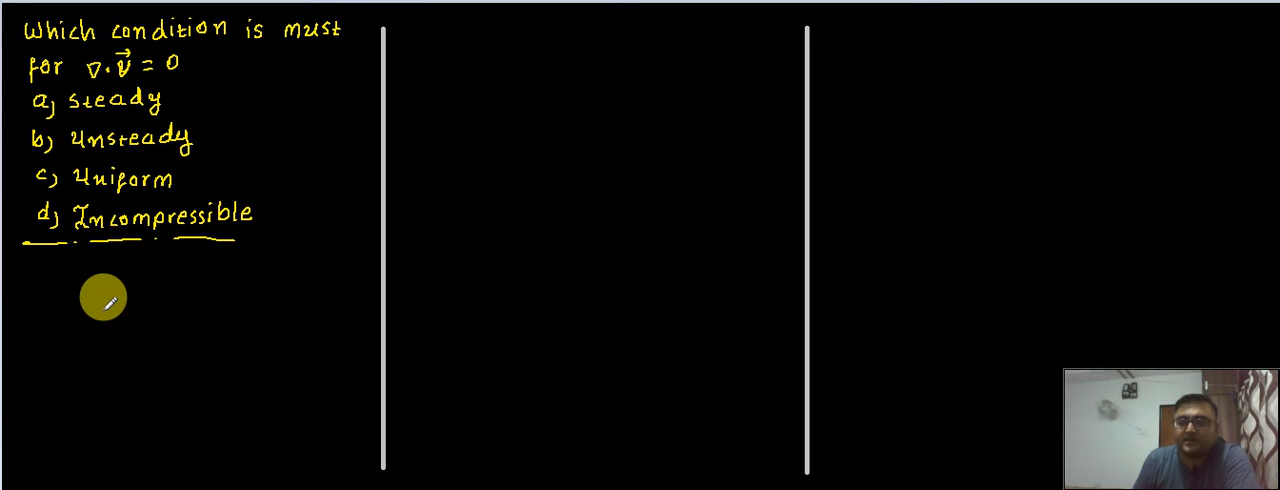 Which condition is must
for ∇·v⃗ = 0
a) steady
b) Unsteady
c) Uniform
d) Incompressible